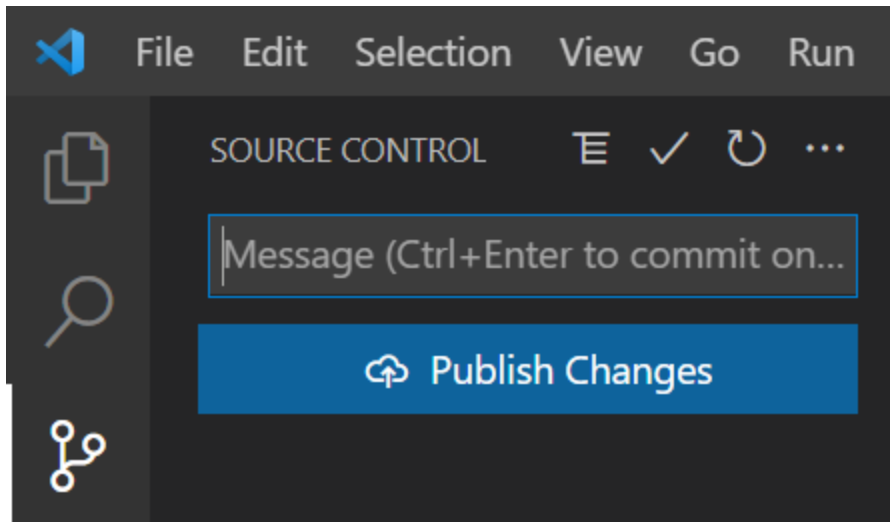 File Edit Selection View Go Run
SOURCE CONTROL
Message (Ctrl+Enter to commit on...
Publish Changes